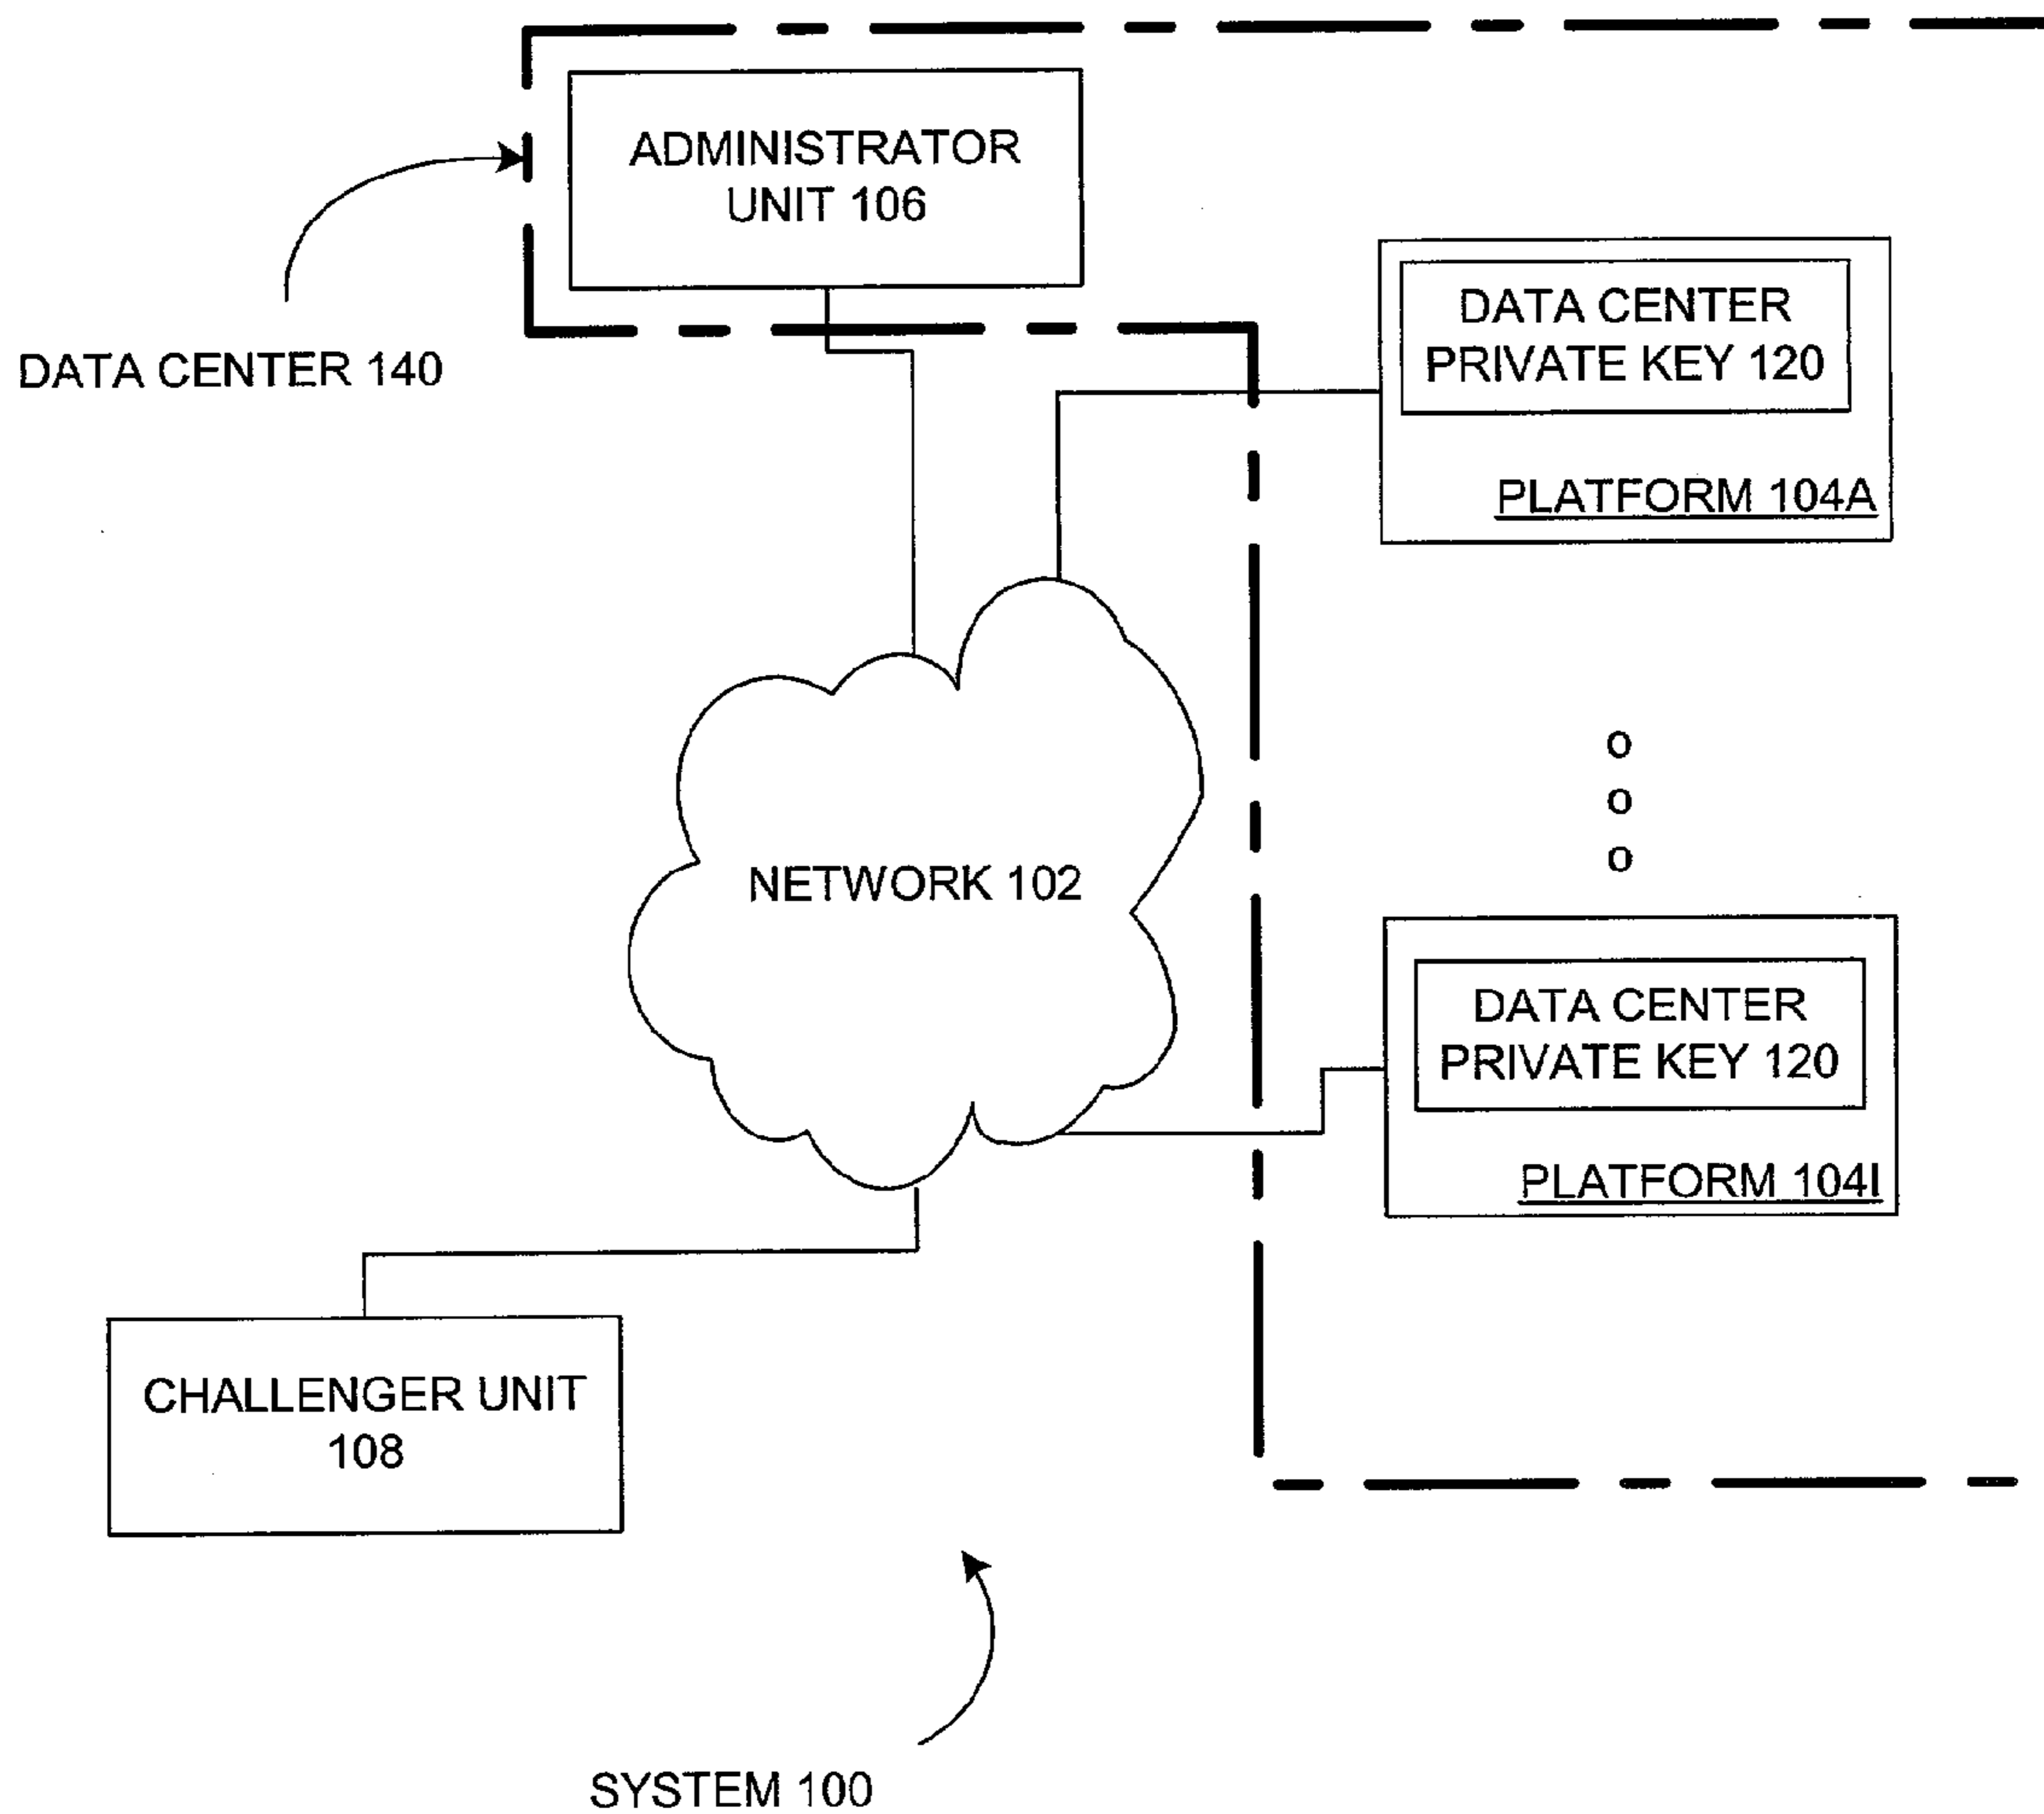 ADMINISTRATOR
UNIT 106
DATA CENTER 140
DATA CENTER
PRIVATE KEY 120
PLATFORM 104A
o
o
o
NETWORK 102
DATA CENTER
PRIVATE KEY 120
PLATFORM 104I
CHALLENGER UNIT
108
SYSTEM 100